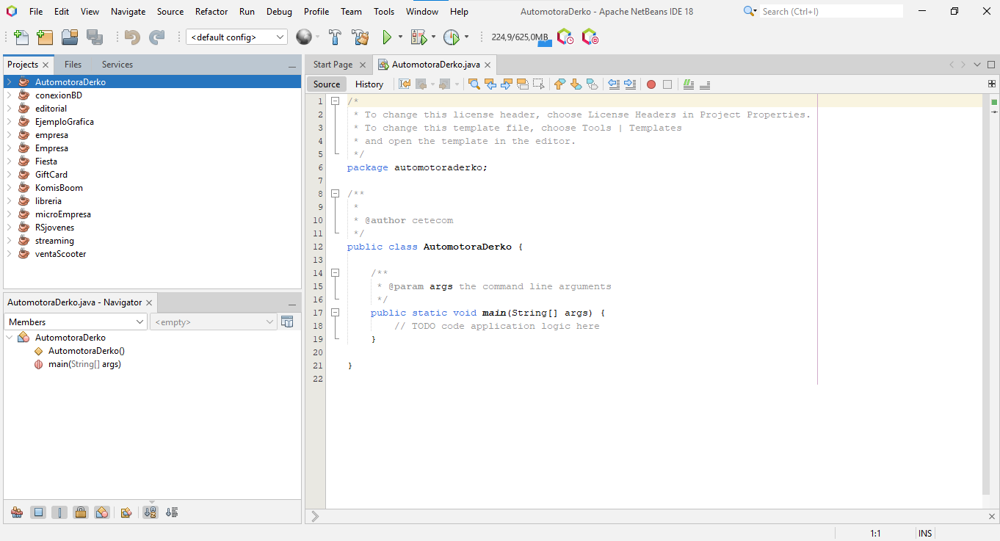 File Edit View Navigate Source Refactor Run Debug Profile Team Tools Window Help AutomotoraDerko - Apache NetBeans IDE 18 Search (Ctrl+I)
<default config> 224,9/625,0MB
Projects Files Services
AutomotoraDerko
conexionBD
editorial
EjemploGrafica
empresa
Empresa
Fiesta
GiftCard
KomisBoom
libreria
microEmpresa
RSjovenes
streaming
ventaScooter
AutomotoraDerko.java - Navigator
Members <empty>
AutomotoraDerko
AutomotoraDerko()
main(String[] args)
Start Page AutomotoraDerko.java
Source History
1 /*
2 * To change this license header, choose License Headers in Project Properties.
3 * To change this template file, choose Tools | Templates
4 * and open the template in the editor.
5 */
6 package automotoraderko;
7
8 /**
9 *
10 * @author cetecom
11 */
12 public class AutomotoraDerko {
13
14 /**
15 * @param args the command line arguments
16 */
17 public static void main(String[] args) {
18 // TODO code application logic here
19 }
20
21 }
22
1:1 INS